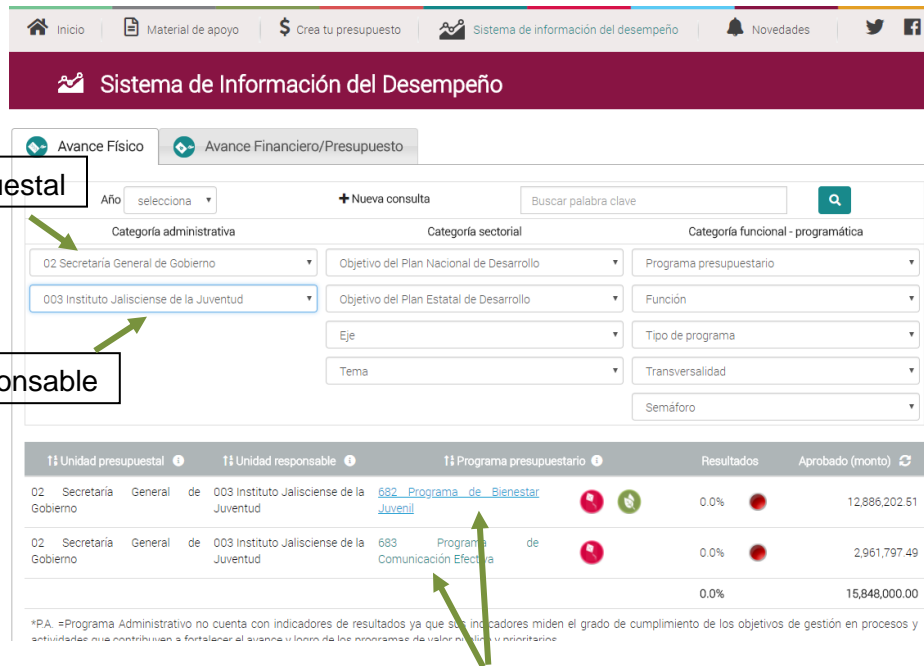 Inicio
Material de apoyo
Crea tu presupuesto
Sistema de información del desempeño
Novedades
Sistema de Información del Desempeño
Avance Físico
Avance Financiero/Presupuesto
Año
selecciona
+ Nueva consulta
Buscar palabra clave
Categoría administrativa
Categoría sectorial
Categoría funcional - programática
02 Secretaría General de Gobierno
Objetivo del Plan Nacional de Desarrollo
Programa presupuestario
003 Instituto Jalisciense de la Juventud
Objetivo del Plan Estatal de Desarrollo
Función
Eje
Tipo de programa
Tema
Transversalidad
Semáforo
Unidad presupuestal
Unidad responsable
Programa presupuestario
Resultados
Aprobado (monto)
02 Secretaría General de
Gobierno
003 Instituto Jalisciense de la
Juventud
682 Programa de Bienestar
Juvenil
0.0%
12,886,202.51
02 Secretaría General de
Gobierno
003 Instituto Jalisciense de la
Juventud
683 Programa de
Comunicación Efectiva
0.0%
2,961,797.49
0.0%
15,848,000.00
*P.A. =Programa Administrativo no cuenta con indicadores de resultados ya que sus indicadores miden el grado de cumplimiento de los objetivos de gestión en procesos y
actividades que contribuyen a fortalecer el avance y logro de los programas de valor público y prioritarios